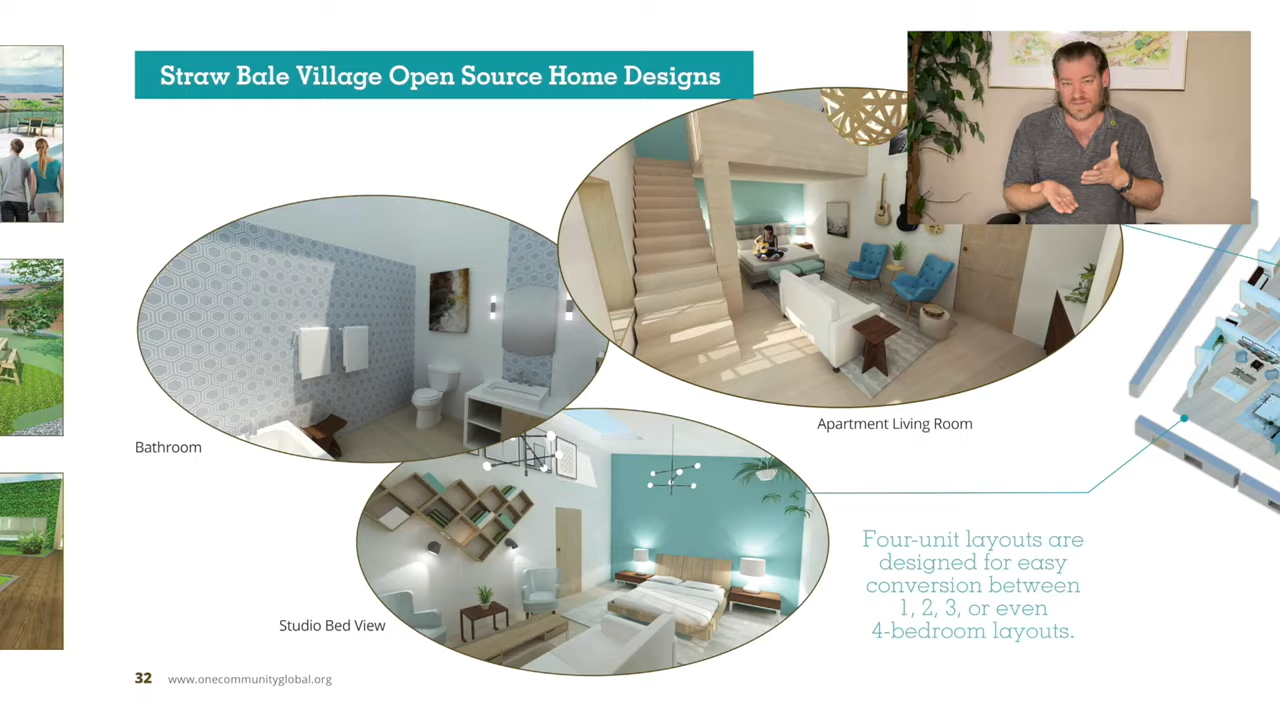 Straw Bale Village Open Source Home Designs
Bathroom
Apartment Living Room
Studio Bed View
Four-unit layouts are
designed for easy
conversion between
1, 2, 3, or even
4-bedroom layouts.
32 www.onecommunityglobal.org